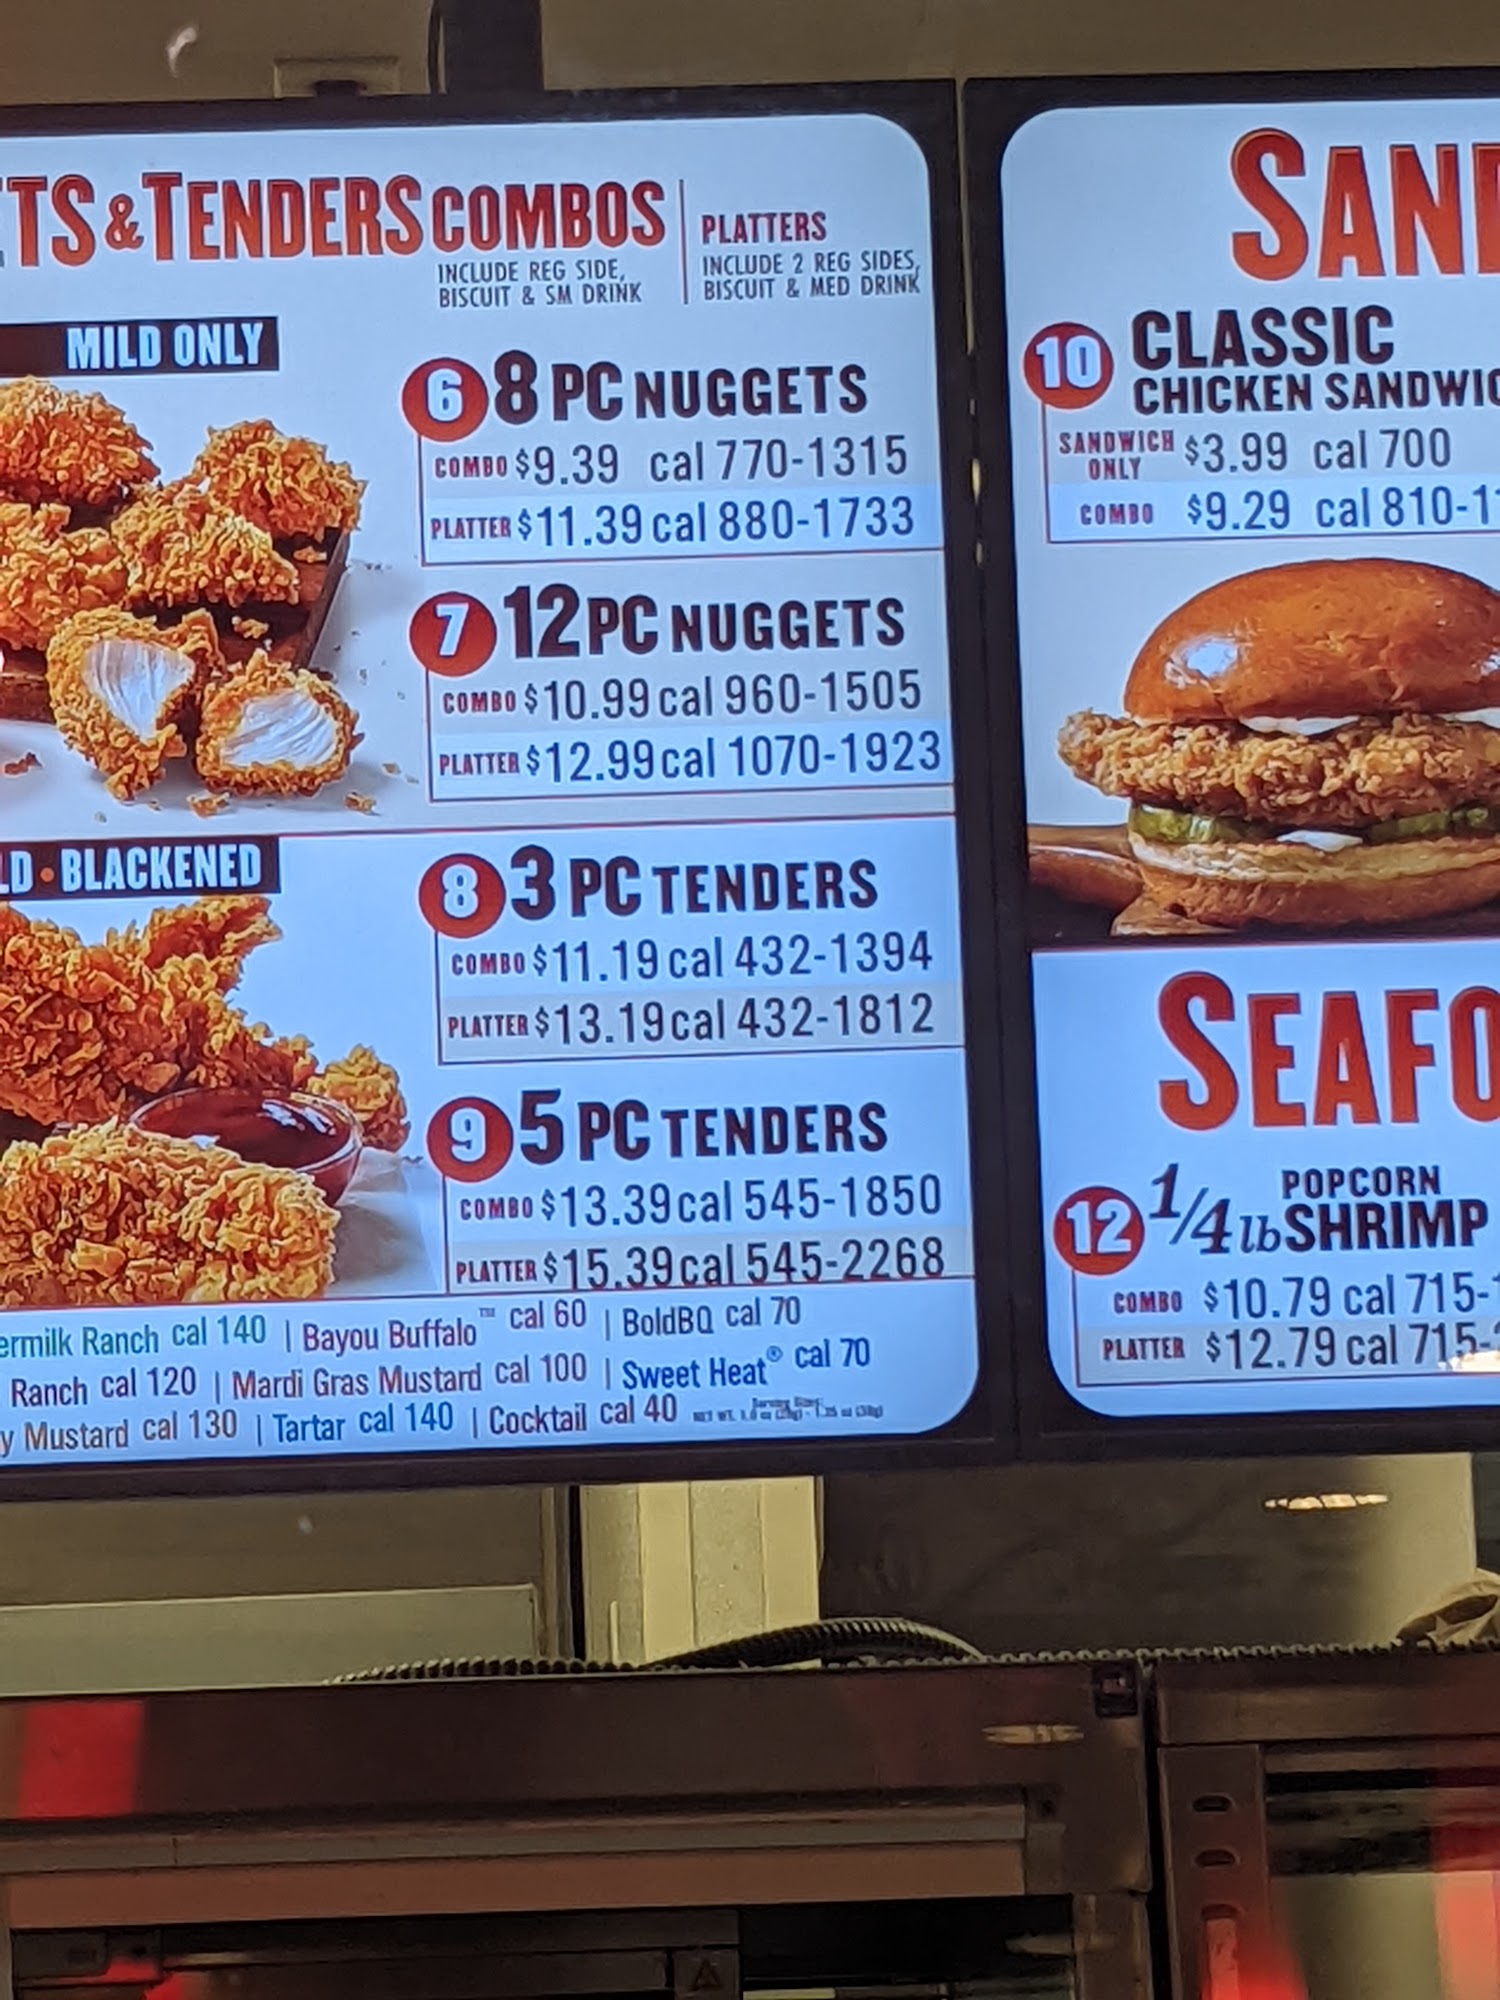 TS & TENDERS COMBOS
INCLUDE REG SIDE,
BISCUIT & SM DRINK
PLATTERS
INCLUDE 2 REG SIDES,
BISCUIT & MED DRINK
MILD ONLY
6 8 PC NUGGETS
COMBO $9.39 cal 770-1315
PLATTER $11.39 cal 880-1733
7 12 PC NUGGETS
COMBO $10.99 cal 960-1505
PLATTER $12.99 cal 1070-1923
LD • BLACKENED
8 3 PC TENDERS
COMBO $11.19 cal 432-1394
PLATTER $13.19 cal 432-1812
9 5 PC TENDERS
COMBO $13.39 cal 545-1850
PLATTER $15.39 cal 545-2268
ermilk Ranch cal 140 | Bayou Buffalo™ cal 60 | BoldBQ cal 70
Ranch cal 120 | Mardi Gras Mustard cal 100 | Sweet Heat® cal 70
y Mustard cal 130 | Tartar cal 140 | Cocktail cal 40
SAN
10 CLASSIC
CHICKEN SANDWIC
SANDWICH
ONLY $3.99 cal 700
COMBO $9.29 cal 810-1
SEAFO
12 1/4 lb POPCORN
SHRIMP
COMBO $10.79 cal 715-
PLATTER $12.79 cal 715-